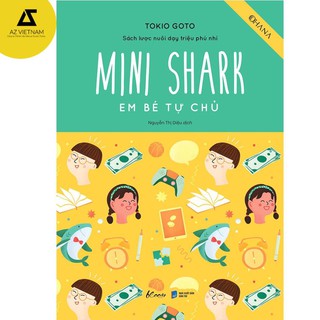 AZ VIETNAM
TOKIO GOTO
OHANA
Sách lược nuôi dạy triệu phú nhí
MINI SHARK
EM BÉ TỰ CHỦ
Nguyễn Thị Diệu dịch